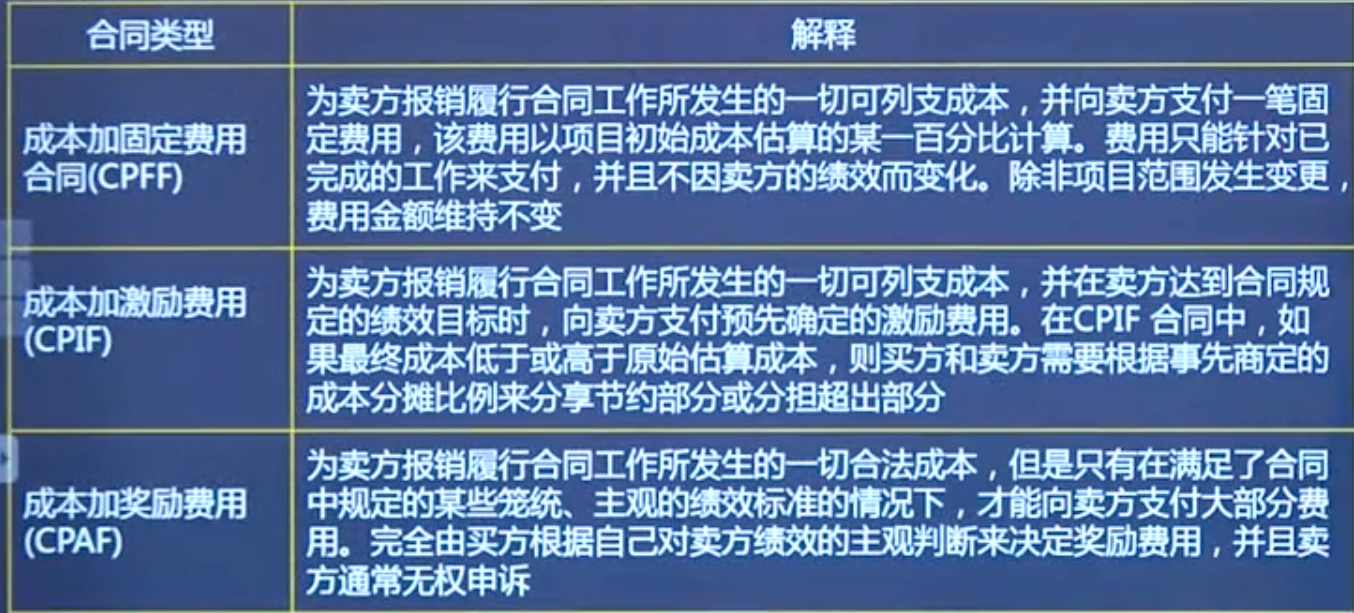 合同类型
解释
成本加固定费用
合同(CPFF)
为卖方报销履行合同工作所发生的一切可列支成本，并向卖方支付一笔固
定费用，该费用以项目初始成本估算的某一百分比计算。费用只能针对已
完成的工作来支付，并且不因卖方的绩效而变化。除非项目范围发生变更，
费用金额维持不变
成本加激励费用
(CPIF)
为卖方报销履行合同工作所发生的一切可列支成本，并在卖方达到合同规
定的绩效目标时，向卖方支付预先确定的激励费用。在CPIF 合同中，如
果最终成本低于或高于原始估算成本，则买方和卖方需要根据事先商定的
成本分摊比例来分享节约部分或分担超出部分
成本加奖励费用
(CPAF)
为卖方报销履行合同工作所发生的一切合法成本，但是只有在满足了合同
中规定的某些笼统、主观的绩效标准的情况下，才能向卖方支付大部分费
用。完全由买方根据自己对卖方绩效的主观判断来决定奖励费用，并且卖
方通常无权申诉